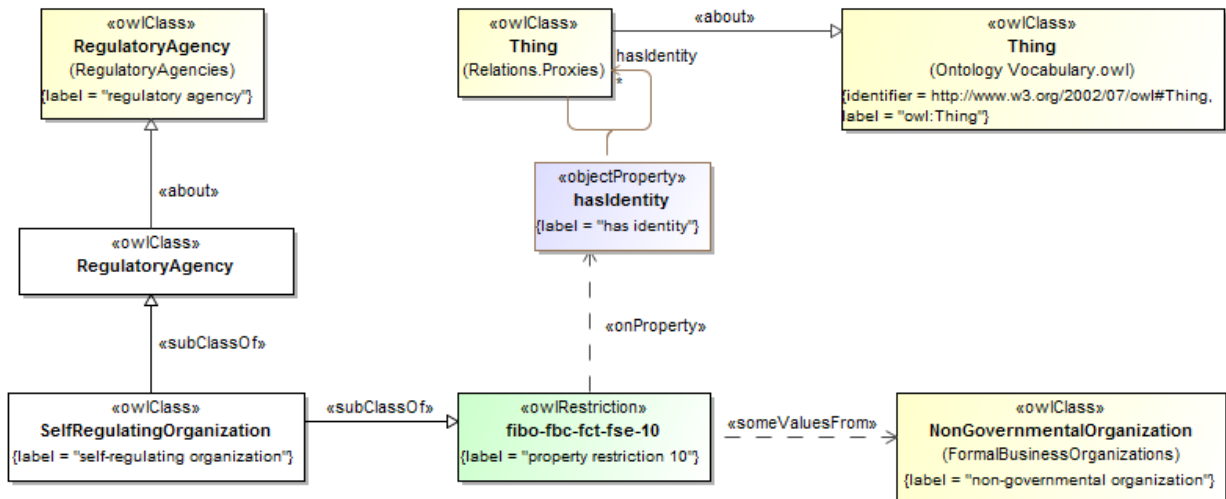 «owlClass»
RegulatoryAgency
(RegulatoryAgencies)
{label = "regulatory agency"}
«owlClass»
Thing
(Relations.Proxies)
«about»
hasIdentity
*
«owlClass»
Thing
(Ontology Vocabulary.owl)
{identifier = http://www.w3.org/2002/07/owl#Thing,
label = "owl:Thing"}
«about»
«objectProperty»
hasIdentity
{label = "has identity"}
«owlClass»
RegulatoryAgency
«onProperty»
«subClassOf»
«owlClass»
SelfRegulatingOrganization
{label = "self-regulating organization"}
«subClassOf»
«owlRestriction»
fibo-fbc-fct-fse-10
{label = "property restriction 10"}
«someValuesFrom»
«owlClass»
NonGovernmentalOrganization
(FormalBusinessOrganizations)
{label = "non-governmental organization"}